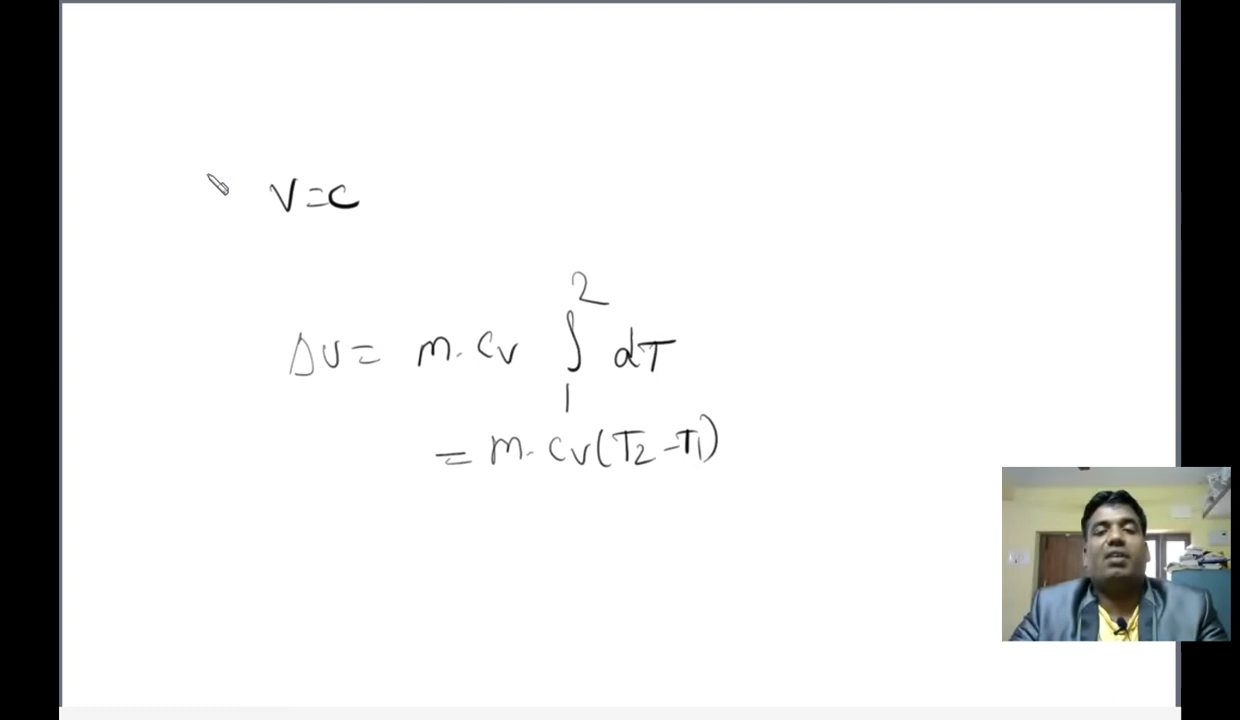 V=C
2
ΔU= m. Cv ∫ dT
1
= m. Cv(T2-T1)